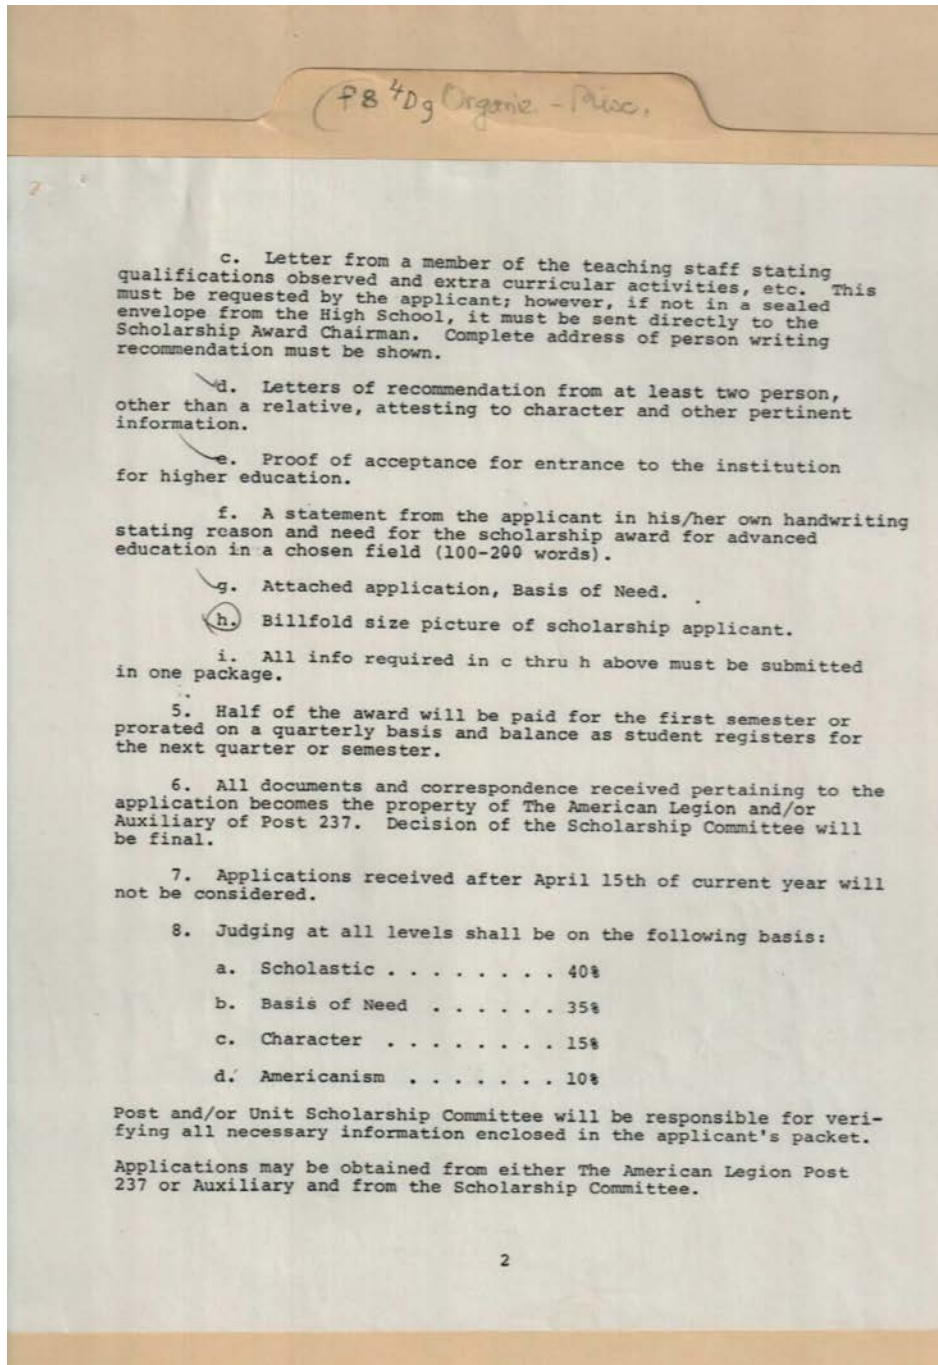 (P8 4Dg Organiz - Misc.
2
c. Letter from a member of the teaching staff stating
qualifications observed and extra curricular activities, etc. This
must be requested by the applicant; however, if not in a sealed
envelope from the High School, it must be sent directly to the
Scholarship Award Chairman. Complete address of person writing
recommendation must be shown.
d. Letters of recommendation from at least two person,
other than a relative, attesting to character and other pertinent
information.
e. Proof of acceptance for entrance to the institution
for higher education.
f. A statement from the applicant in his/her own handwriting
stating reason and need for the scholarship award for advanced
education in a chosen field (100-200 words).
g. Attached application, Basis of Need.
h. Billfold size picture of scholarship applicant.
i. All info required in c thru h above must be submitted
in one package.
5. Half of the award will be paid for the first semester or
prorated on a quarterly basis and balance as student registers for
the next quarter or semester.
6. All documents and correspondence received pertaining to the
application becomes the property of The American Legion and/or
Auxiliary of Post 237. Decision of the Scholarship Committee will
be final.
7. Applications received after April 15th of current year will
not be considered.
8. Judging at all levels shall be on the following basis:
a. Scholastic . . . . . . . . 40%
b. Basis of Need . . . . . . 35%
c. Character . . . . . . . . 15%
d. Americanism . . . . . . . 10%
Post and/or Unit Scholarship Committee will be responsible for veri-
fying all necessary information enclosed in the applicant's packet.
Applications may be obtained from either The American Legion Post
237 or Auxiliary and from the Scholarship Committee.
2